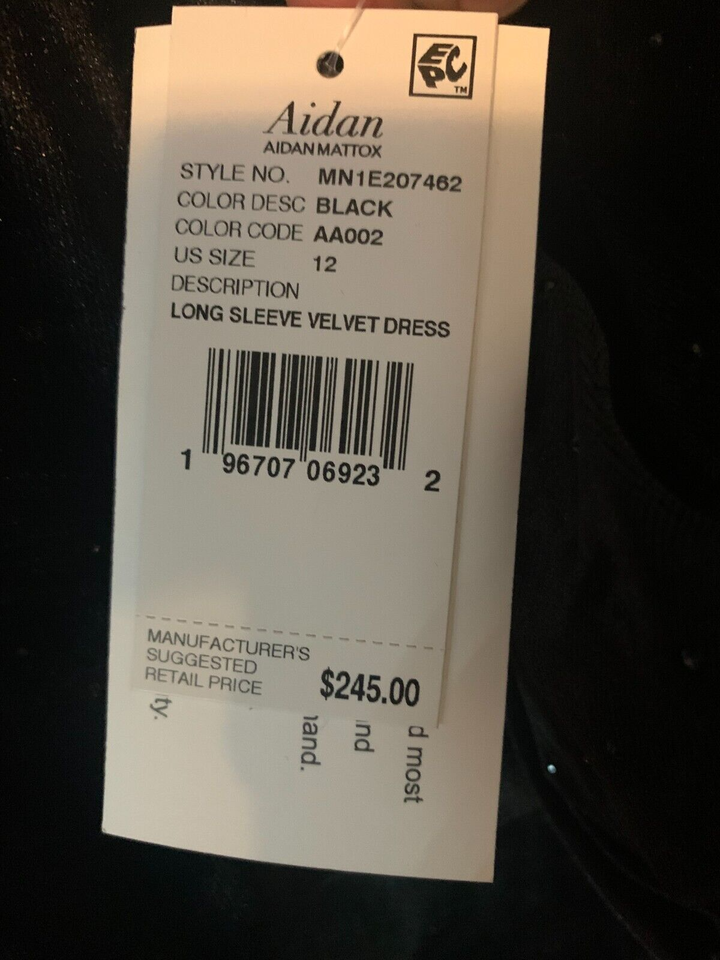 EPC
TM
Aidan
AIDAN MATTOX
STYLE NO. MN1E207462
COLOR DESC BLACK
COLOR CODE AA002
US SIZE 12
DESCRIPTION
LONG SLEEVE VELVET DRESS
1 96707 06923 2
MANUFACTURER'S
SUGGESTED
RETAIL PRICE $245.00
d most
nd
and.
ty.